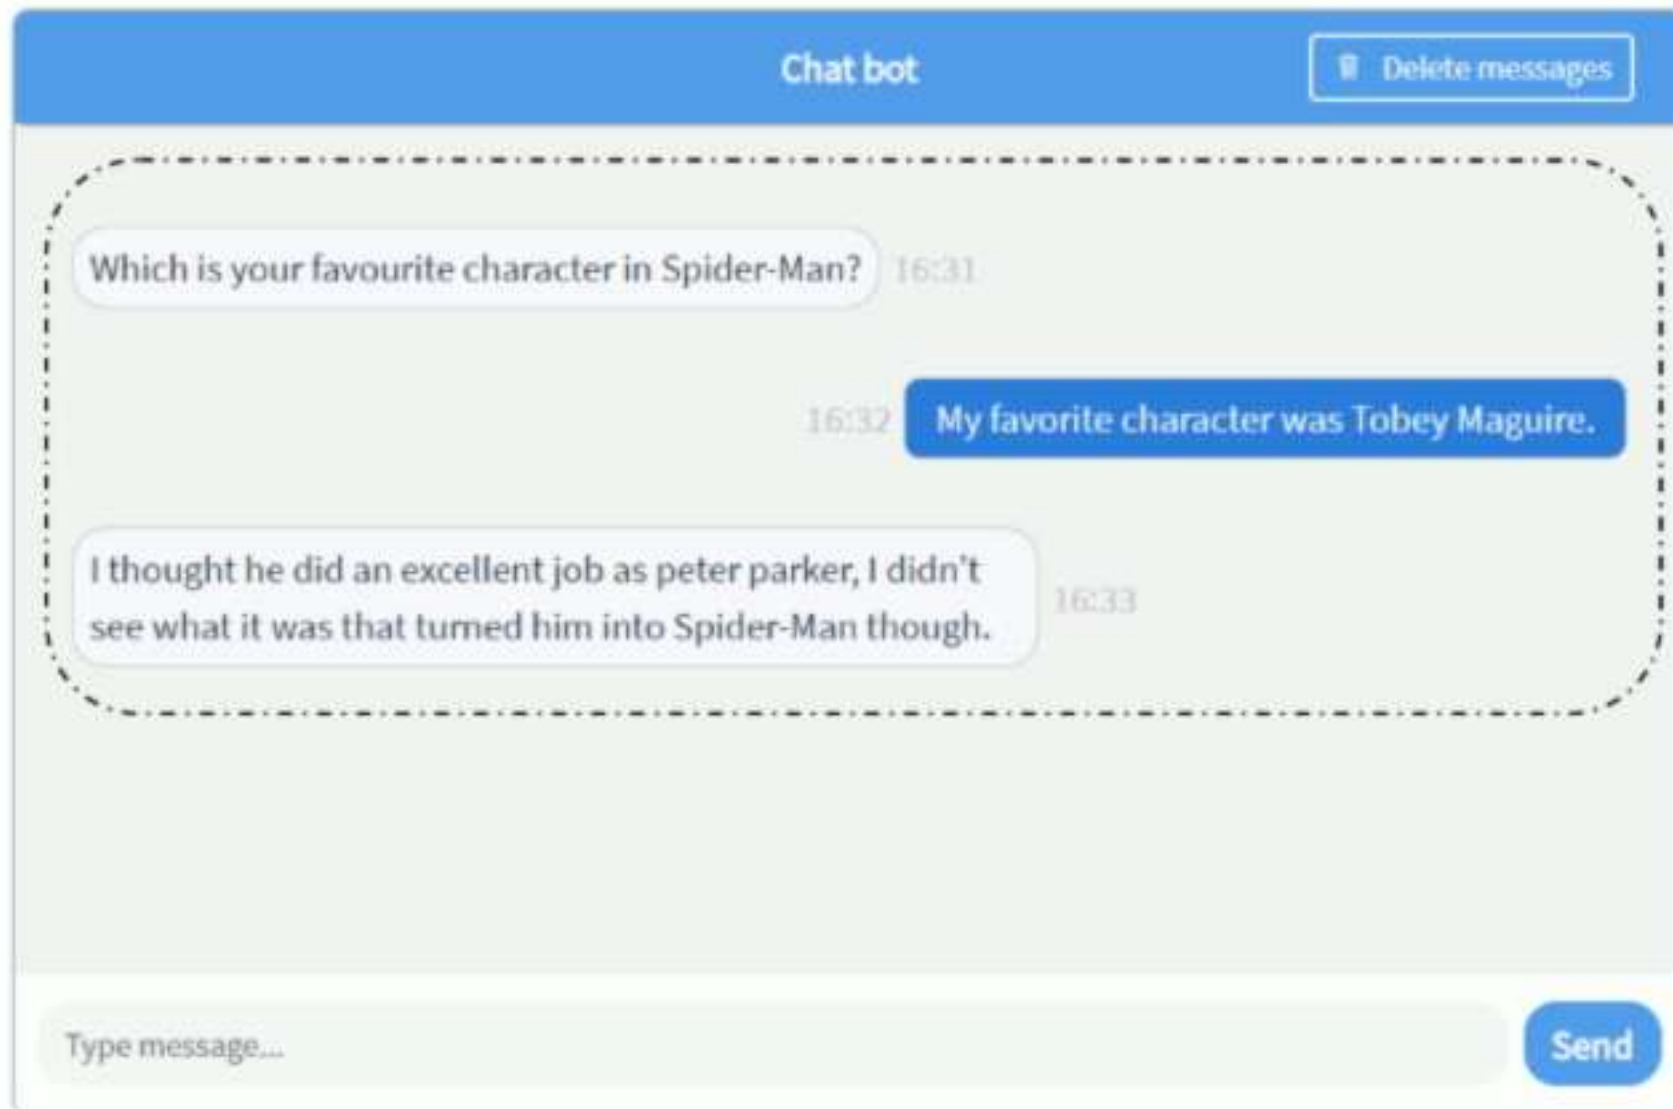 Chat bot
Delete messages
Which is your favourite character in Spider-Man?
16:31
16:32
My favorite character was Tobey Maguire.
I thought he did an excellent job as peter parker, I didn't
see what it was that turned him into Spider-Man though.
16:33
Type message...
Send